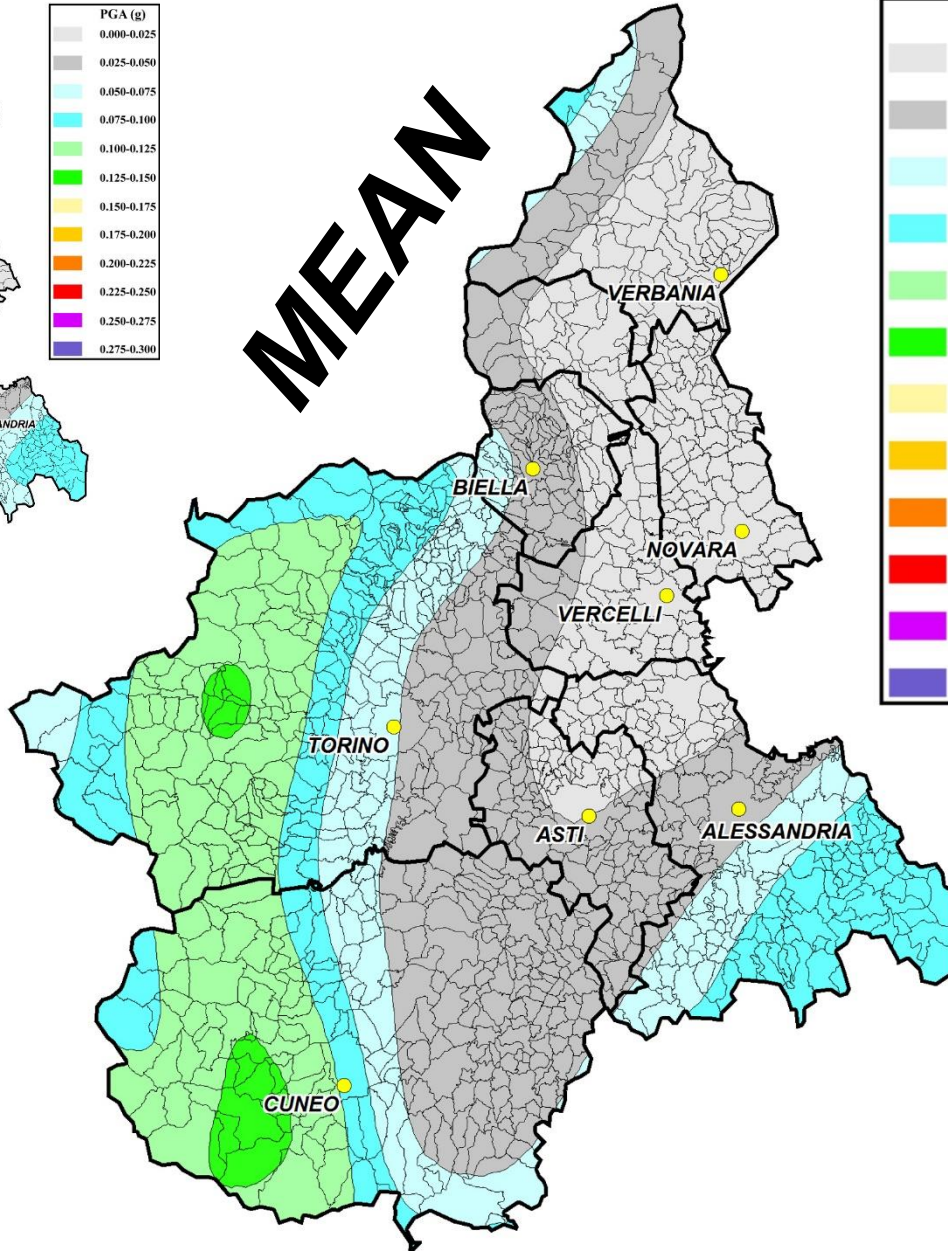 PGA (g)
0.000-0.025
0.025-0.050
0.050-0.075
0.075-0.100
0.100-0.125
0.125-0.150
0.150-0.175
0.175-0.200
0.200-0.225
0.225-0.250
0.250-0.275
0.275-0.300
MEAN
VERBANIA
BIELLA
NOVARA
VERCELLI
TORINO
ASTI
ALESSANDRIA
CUNEO
ANDRIA